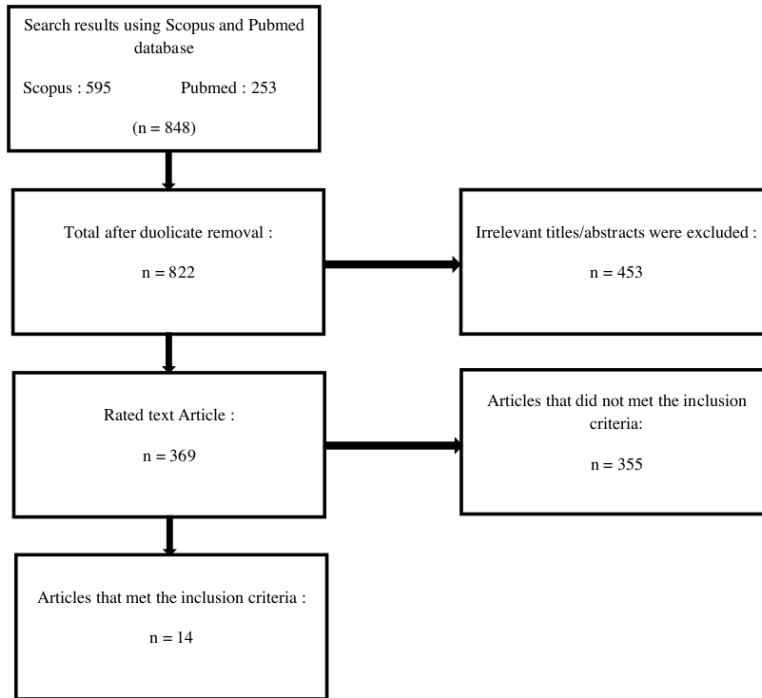 Search results using Scopus and Pubmed
database
Scopus : 595 Pubmed : 253
(n = 848)
Total after duolicate removal :
n = 822
Irrelevant titles/abstracts were excluded :
n = 453
Rated text Article :
n = 369
Articles that did not met the inclusion
criteria:
n = 355
Articles that met the inclusion criteria :
n = 14